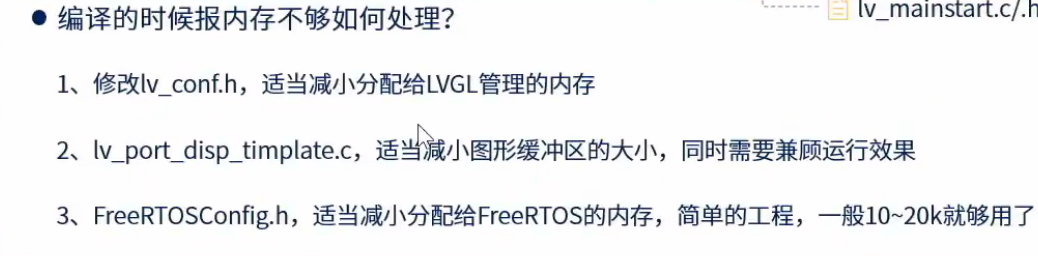 lv_mainstart.c/.h
● 编译的时候报内存不够如何处理？
1、修改lv_conf.h，适当减小分配给LVGL管理的内存
2、lv_port_disp_timplate.c，适当减小图形缓冲区的大小，同时需要兼顾运行效果
3、FreeRTOSConfig.h，适当减小分配给FreeRTOS的内存，简单的工程，一般10~20k就够用了